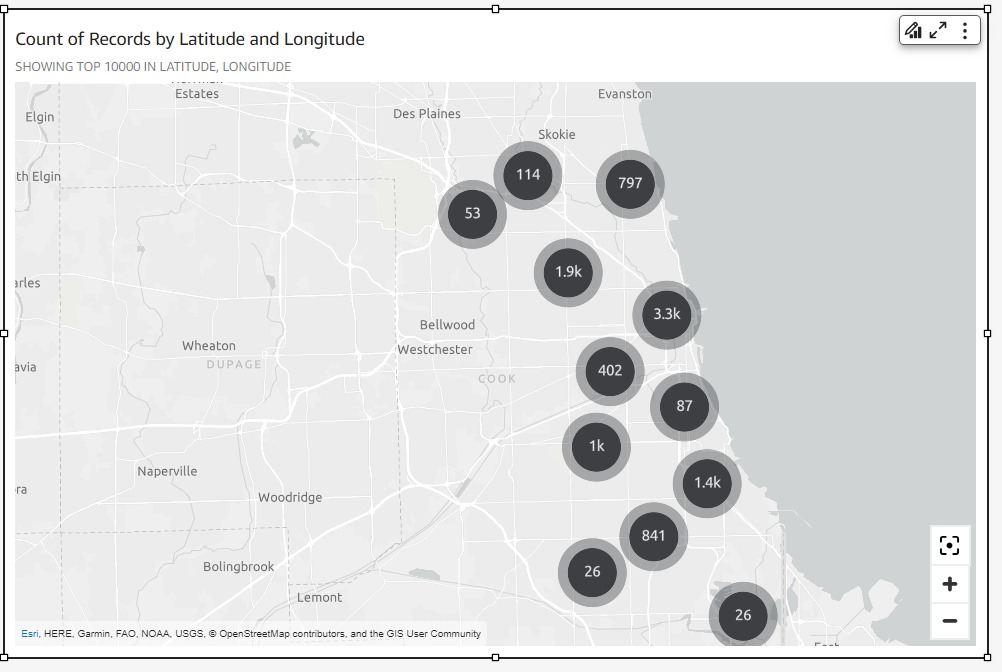 Count of Records by Latitude and Longitude
SHOWING TOP 10000 IN LATITUDE, LONGITUDE
Estates
Evanston
Elgin
Des Plaines
Skokie
114
th Elgin
797
53
1.9k
arles
3.3k
Bellwood
Wheaton
Westchester
DUPAGE
avia
402
COOK
87
1k
Naperville
1.4k
ra
Woodridge
841
Bolingbrook
26
Lemont
26
Esri, HERE, Garmin, FAO, NOAA, USGS, © OpenStreetMap contributors, and the GIS User Community